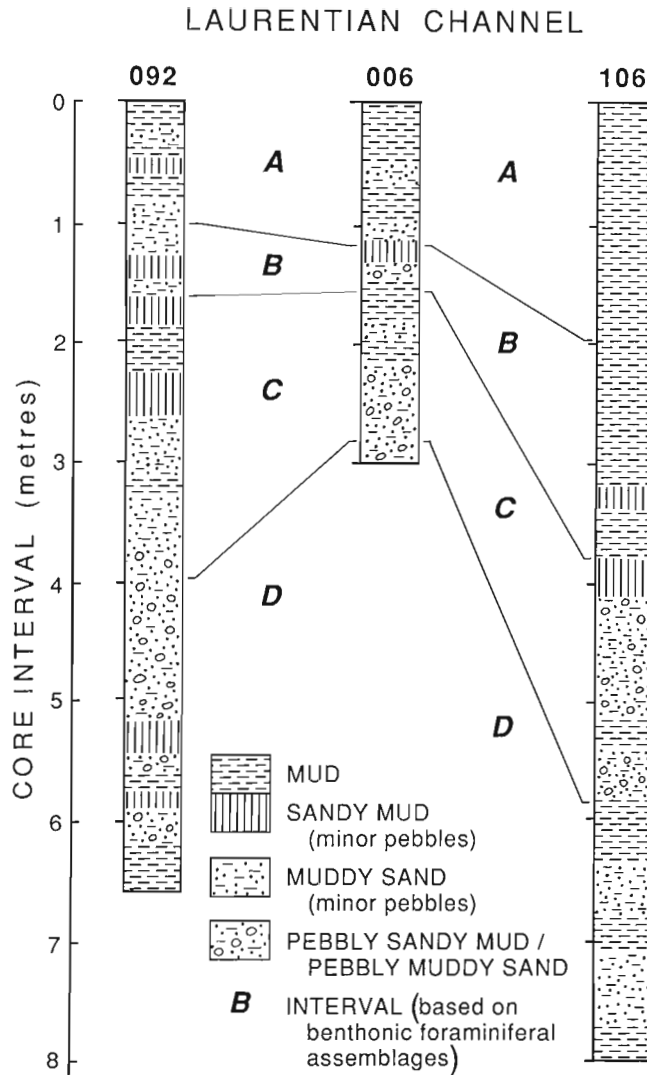 LAURENTIAN CHANNEL
092 006 106
CORE INTERVAL (metres)
0
1
2
3
4
5
6
7
8
A
B
C
D
A
B
C
D
MUD
SANDY MUD
(minor pebbles)
MUDDY SAND
(minor pebbles)
PEBBLY SANDY MUD /
PEBBLY MUDDY SAND
B INTERVAL (based on
benthonic foraminiferal
assemblages)